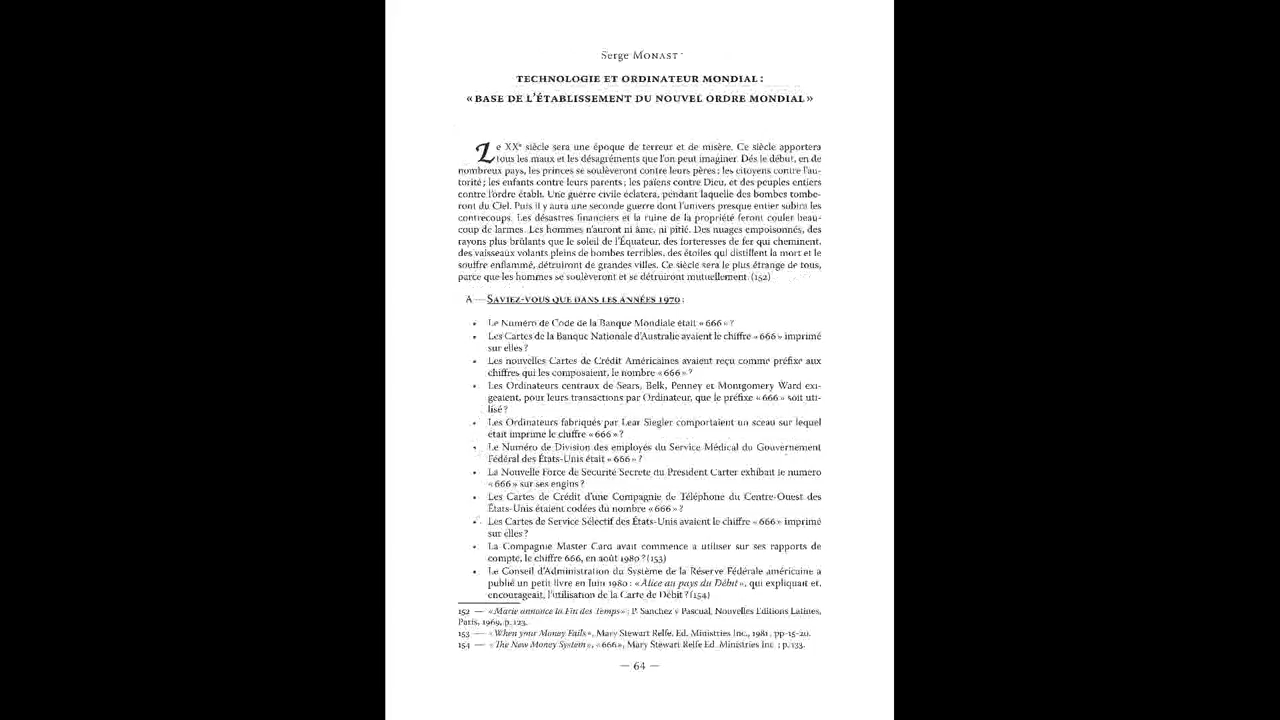 Serge MONAST
TECHNOLOGIE ET ORDINATEUR MONDIAL :
« BASE DE L'ÉTABLISSEMENT DU NOUVEL ORDRE MONDIAL »
Le XXe siècle sera une époque de terreur et de misère. Ce siècle apportera
tous les maux et les désagréments que l'on peut imaginer. Dès le début, en de
nombreux pays, les princes se soulèveront contre leurs pères ; les citoyens contre l'au-
torité ; les enfants contre leurs parents ; les païens contre Dieu, et des peuples entiers
contre l'ordre établi. Une guerre civile éclatera, pendant laquelle des bombes tombe-
ront du Ciel. Puis il y aura une seconde guerre dont l'univers presque entier subira les
contrecoups. Les désastres financiers et la ruine de la propriété feront couler beau-
coup de larmes. Les hommes n'auront ni âme, ni pitié. Des nuages empoisonnés, des
rayons plus brûlants que le soleil de l'Équateur, des forteresses de fer qui cheminent,
des vaisseaux volants pleins de bombes terribles, des étoiles qui distillent la mort et le
souffre enflammé, détruiront de grandes villes. Ce siècle sera le plus étrange de tous,
parce que les hommes se soulèveront et se détruiront mutuellement. (152)
A — SAVIEZ-VOUS QUE DANS LES ANNÉES 1970 :
• Le Numéro de Code de la Banque Mondiale était « 666 » ?
• Les Cartes de la Banque Nationale d'Australie avaient le chiffre « 666 » imprimé
sur elles ?
• Les nouvelles Cartes de Crédit Américaines avaient reçu comme préfixe aux
chiffres qui les composaient, le nombre « 666 » ?
• Les Ordinateurs centraux de Sears, Belk, Penney et Montgomery Ward exi-
geaient, pour leurs transactions par Ordinateur, que le préfixe « 666 » soit uti-
lisé ?
• Les Ordinateurs fabriqués par Lear Siegler comportaient un sceau sur lequel
était imprimé le chiffre « 666 » ?
• Le Numéro de Division des employés du Service Médical du Gouvernement
Fédéral des États-Unis était « 666 » ?
• La Nouvelle Force de Sécurité Secrète du Président Carter exhibait le numéro
« 666 » sur ses engins ?
• Les Cartes de Crédit d'une Compagnie de Téléphone du Centre-Ouest des
États-Unis étaient codées du nombre « 666 » ?
• Les Cartes de Service Sélectif des États-Unis avaient le chiffre « 666 » imprimé
sur elles ?
• La Compagnie Master Card avait commencé à utiliser sur ses rapports de
compte, le chiffre 666, en août 1980 ? (153)
• Le Conseil d'Administration du Système de la Réserve Fédérale américaine a
publié un petit livre en Juin 1980 : « Alice au pays du Débit », qui expliquait et,
encourageait, l'utilisation de la Carte de Débit ? (154)
152 — « Marie annonce la Fin des Temps » ; P. Sanchez y Pascual, Nouvelles Editions Latines,
Paris, 1969, p. 123.
153 — « When your Money Fails », Mary Stewart Relfe, Ed. Ministries Inc., 1981, pp-15-20.
154 — « The New Money System », « 666 », Mary Stewart Relfe Ed. Ministries Inc. ; p. 133.
— 64 —